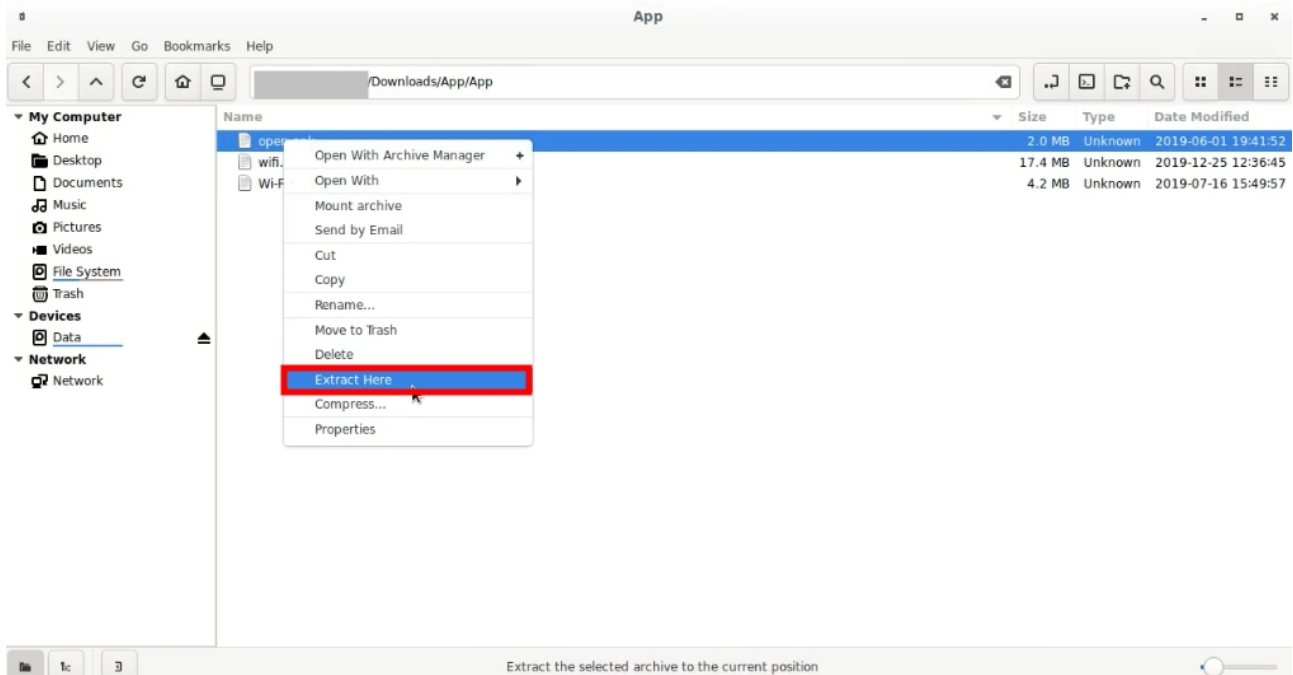 App
File Edit View Go Bookmarks Help
/Downloads/App/App
My Computer
Home
Desktop
Documents
Music
Pictures
Videos
File System
Trash
Devices
Data
Network
Network
Name Size Type Date Modified
2.0 MB Unknown 2019-06-01 19:41:52
wifi. 17.4 MB Unknown 2019-12-25 12:36:45
Wi-F 4.2 MB Unknown 2019-07-16 15:49:57
Open With Archive Manager +
Open With
Mount archive
Send by Email
Cut
Copy
Rename...
Move to Trash
Delete
Extract Here
Compress...
Properties
Extract the selected archive to the current position